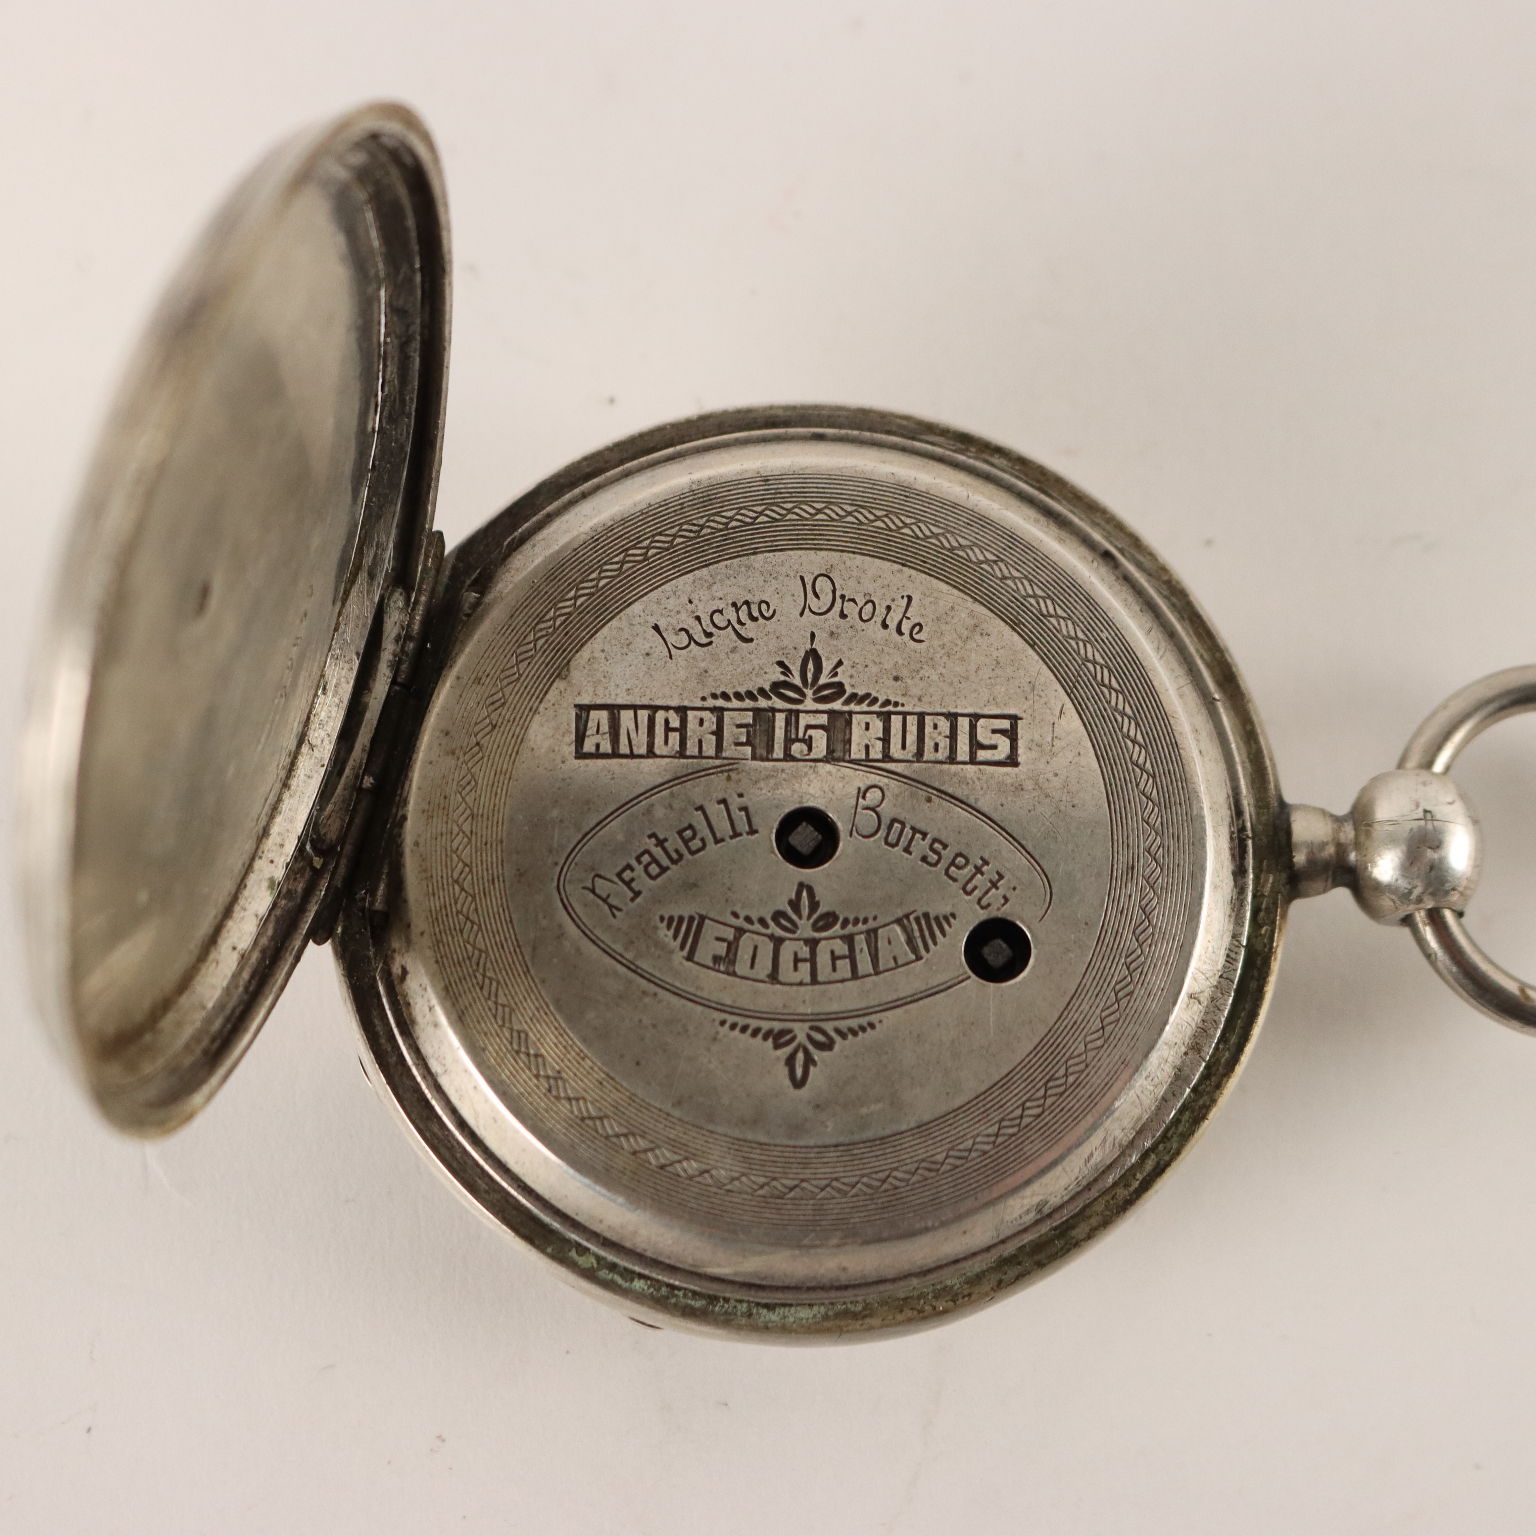 Ligne Droite
ANCRE 15 RUBIS
Fratelli Borsetti
FOGGIA